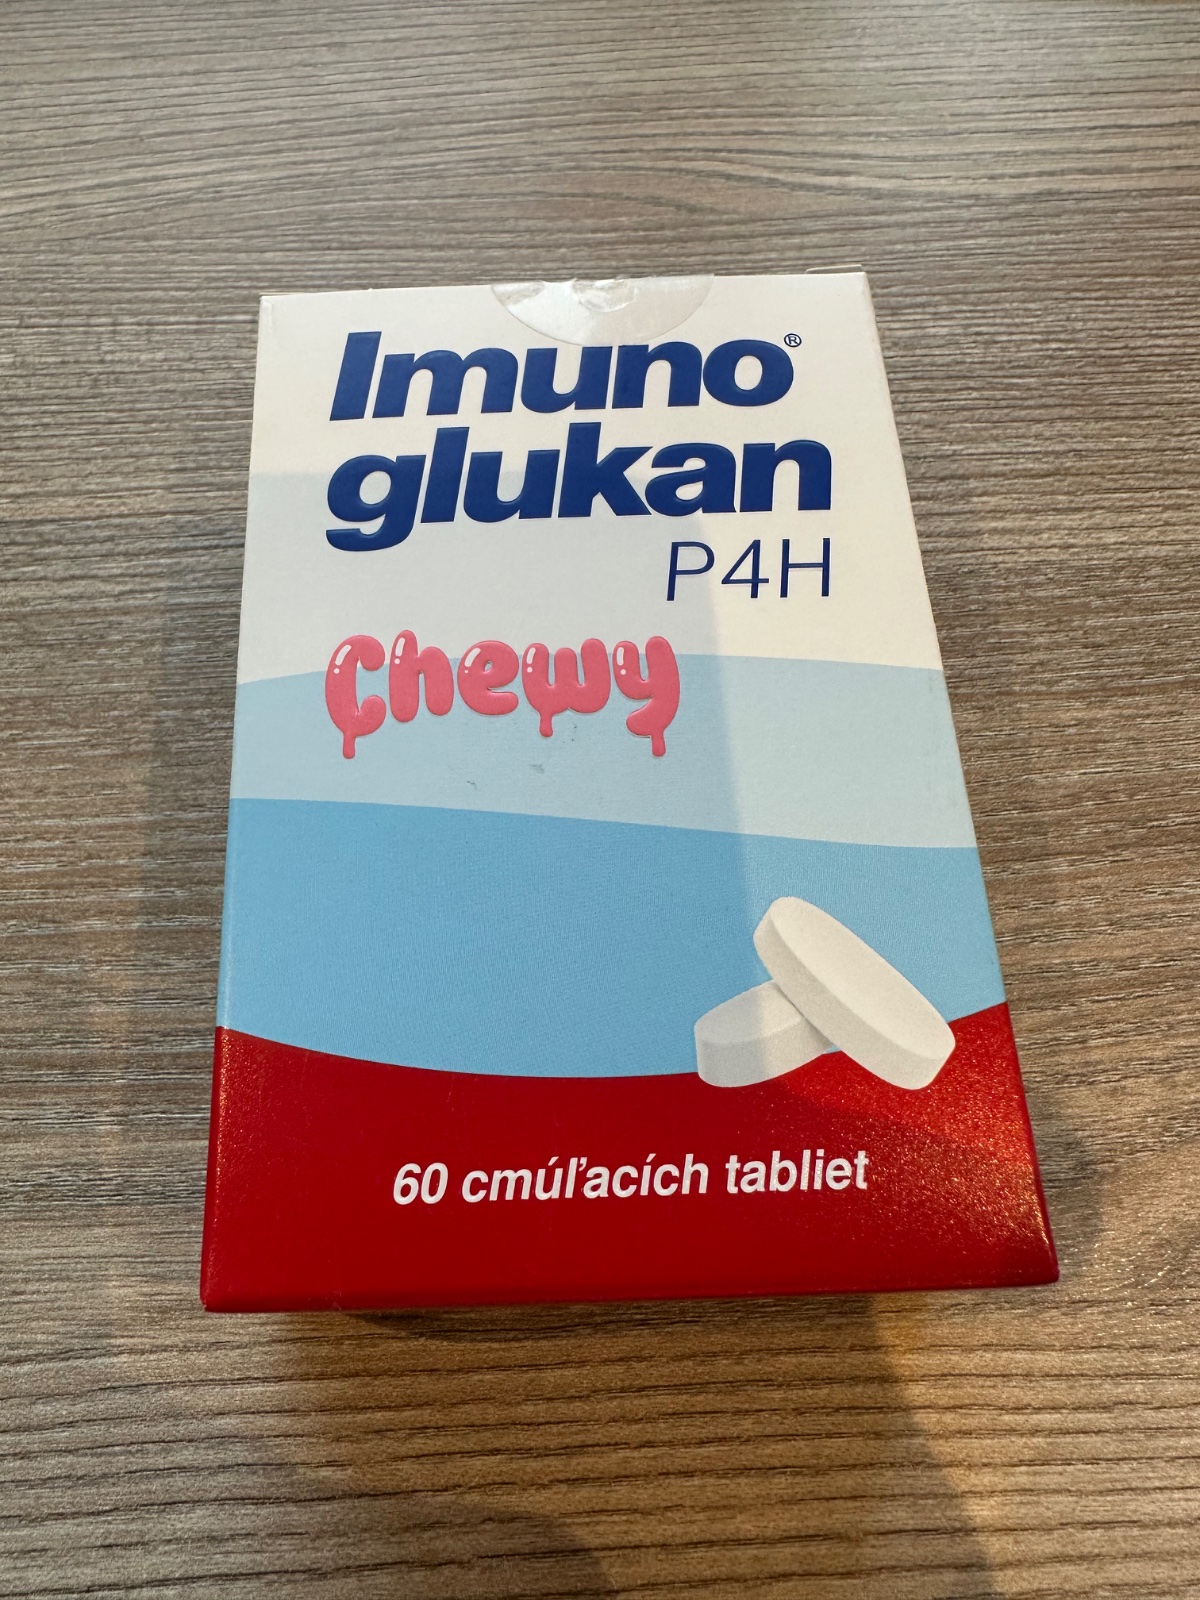 Imuno®
glukan
P4H
Chewy
60 cmúľacích tabliet